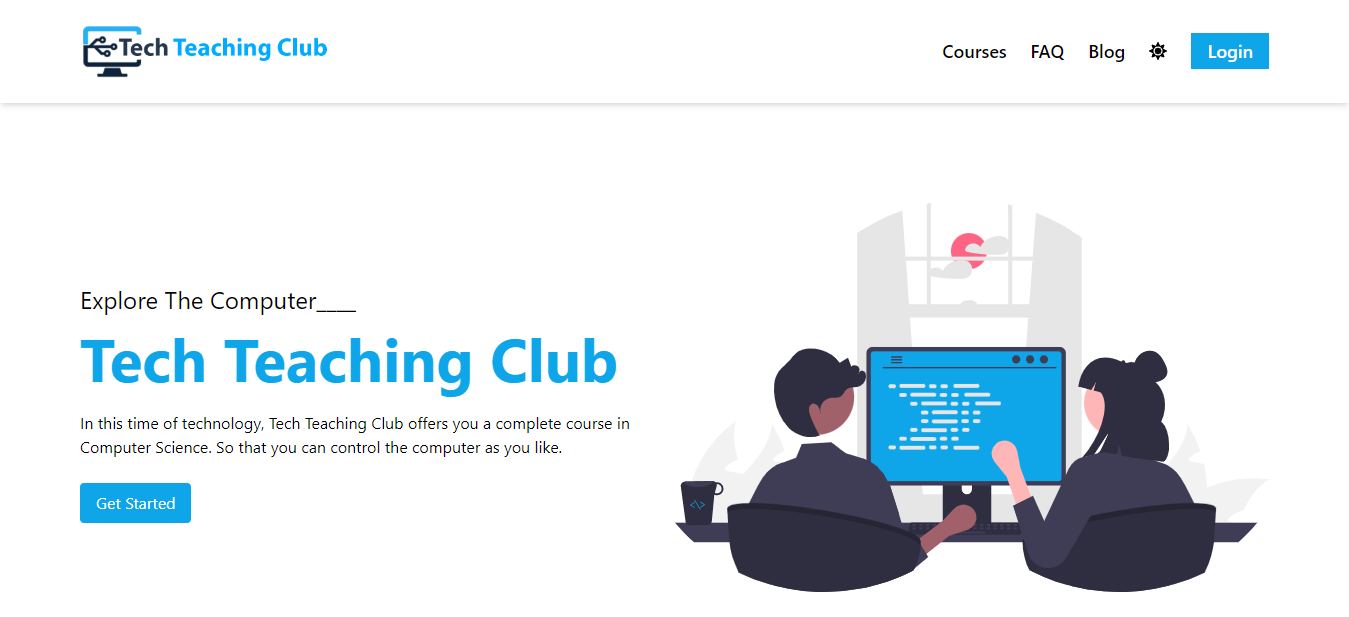 Tech Teaching Club
Courses FAQ Blog Login
Explore The Computer____
Tech Teaching Club
In this time of technology, Tech Teaching Club offers you a complete course in
Computer Science. So that you can control the computer as you like.
Get Started